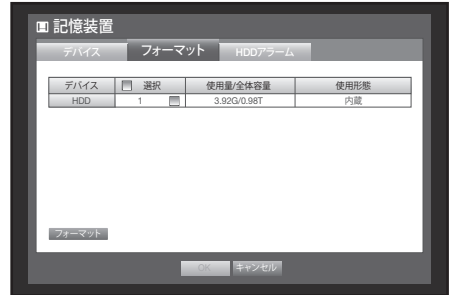 記憶装置
デバイス フォーマット HDDアラーム
デバイス 選択 使用量/全体容量 使用形態
HDD 1 3.92G/0.98T 内蔵
フォーマット
OK キャンセル